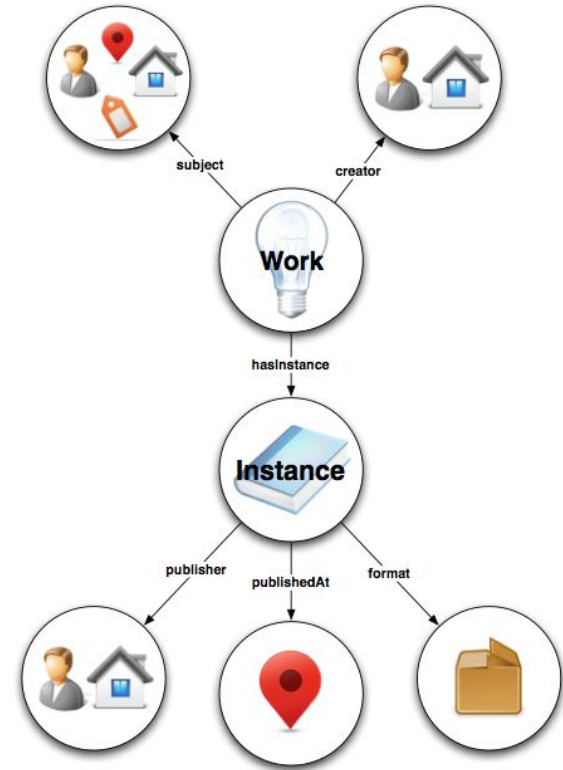 subject
creator
Work
hasInstance
Instance
publisher
publishedAt
format